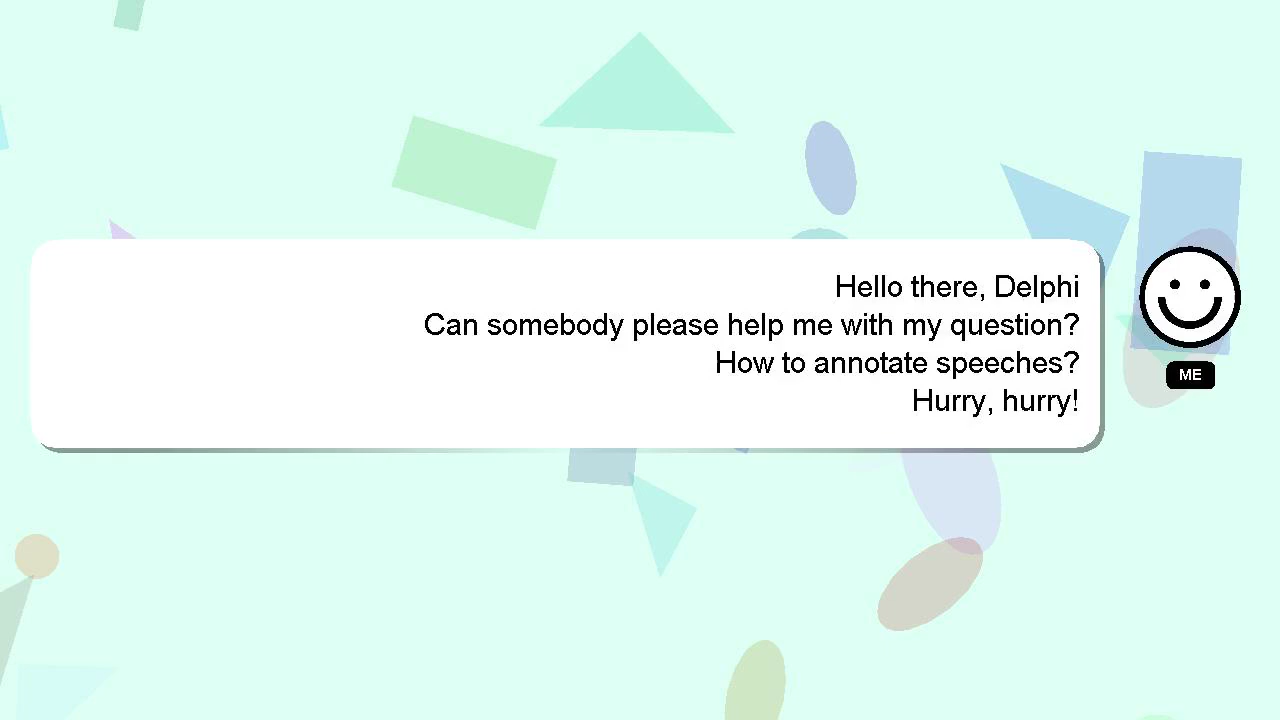 Hello there, Delphi
Can somebody please help me with my question?
How to annotate speeches?
Hurry, hurry!
ME